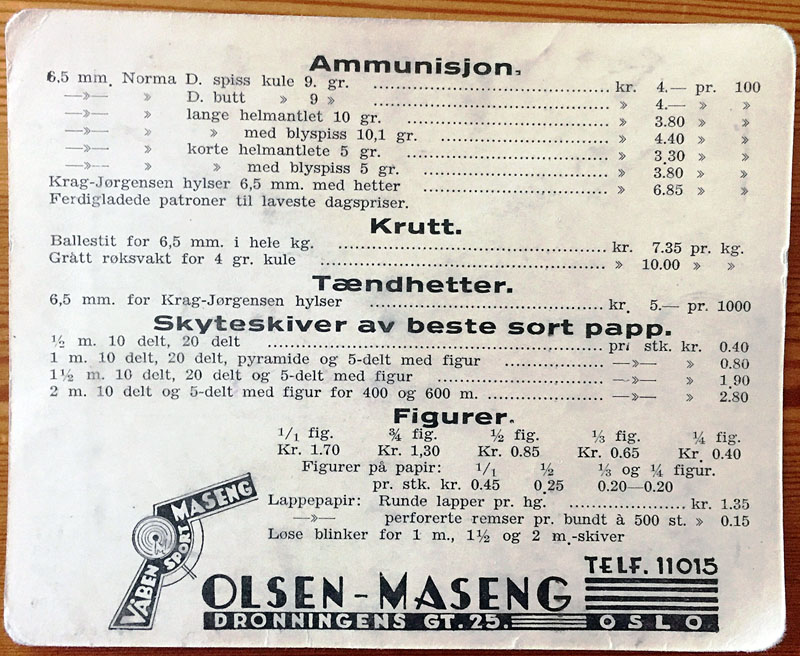 Ammunisjon.
6,5 mm. Norma D. spiss kule 9. gr. .......... kr. 4.— pr. 100
—»— » D. butt » 9 » .......... » 4.— » »
—»— » lange helmantlet 10 gr. .......... » 3.80 » »
—»— » » med blyspiss 10,1 gr. .......... » 4.40 » »
—»— » korte helmantlete 5 gr. .......... » 3,30 » »
—»— » » med blyspiss 5 gr. .......... » 3.80 » »
Krag-Jørgensen hylser 6,5 mm. med hetter .......... » 6.85 » »
Ferdigladede patroner til laveste dagspriser.
Krutt.
Ballestit for 6,5 mm. i hele kg. .......... kr. 7.35 pr. kg.
Grått røksvakt for 4 gr. kule .......... » 10.00 » »
Tændhetter.
6,5 mm. for Krag-Jørgensen hylser .......... kr. 5.— pr. 1000
Skyteskiver av beste sort papp.
½ m. 10 delt, 20 delt .......... pr. stk. kr. 0.40
1 m. 10 delt, 20 delt, pyramide og 5-delt med figur .......... —»— » 0.80
1½ m. 10 delt, 20 delt og 5-delt med figur .......... —»— » 1,90
2 m. 10 delt og 5-delt med figur for 400 og 600 m. .......... —»— » 2.80
Figurer.
1/1 fig. ¾ fig. ½ fig. ⅓ fig. ¼ fig.
Kr. 1.70 Kr. 1,30 Kr. 0.85 Kr. 0.65 Kr. 0.40
Figurer på papir: 1/1 ½ ⅓ og ¼ figur.
pr. stk. kr. 0.45 0.25 0.20—0.20
Lappepapir: Runde lapper pr. hg. .......... kr. 1.35
—»— perforerte remser pr. bundt à 500 st. » 0.15
Løse blinker for 1 m., 1½ og 2 m.-skiver
VÅBEN SPORT MASENG
TELF. 11015
OLSEN-MASENG
DRONNINGENS GT. 25. OSLO